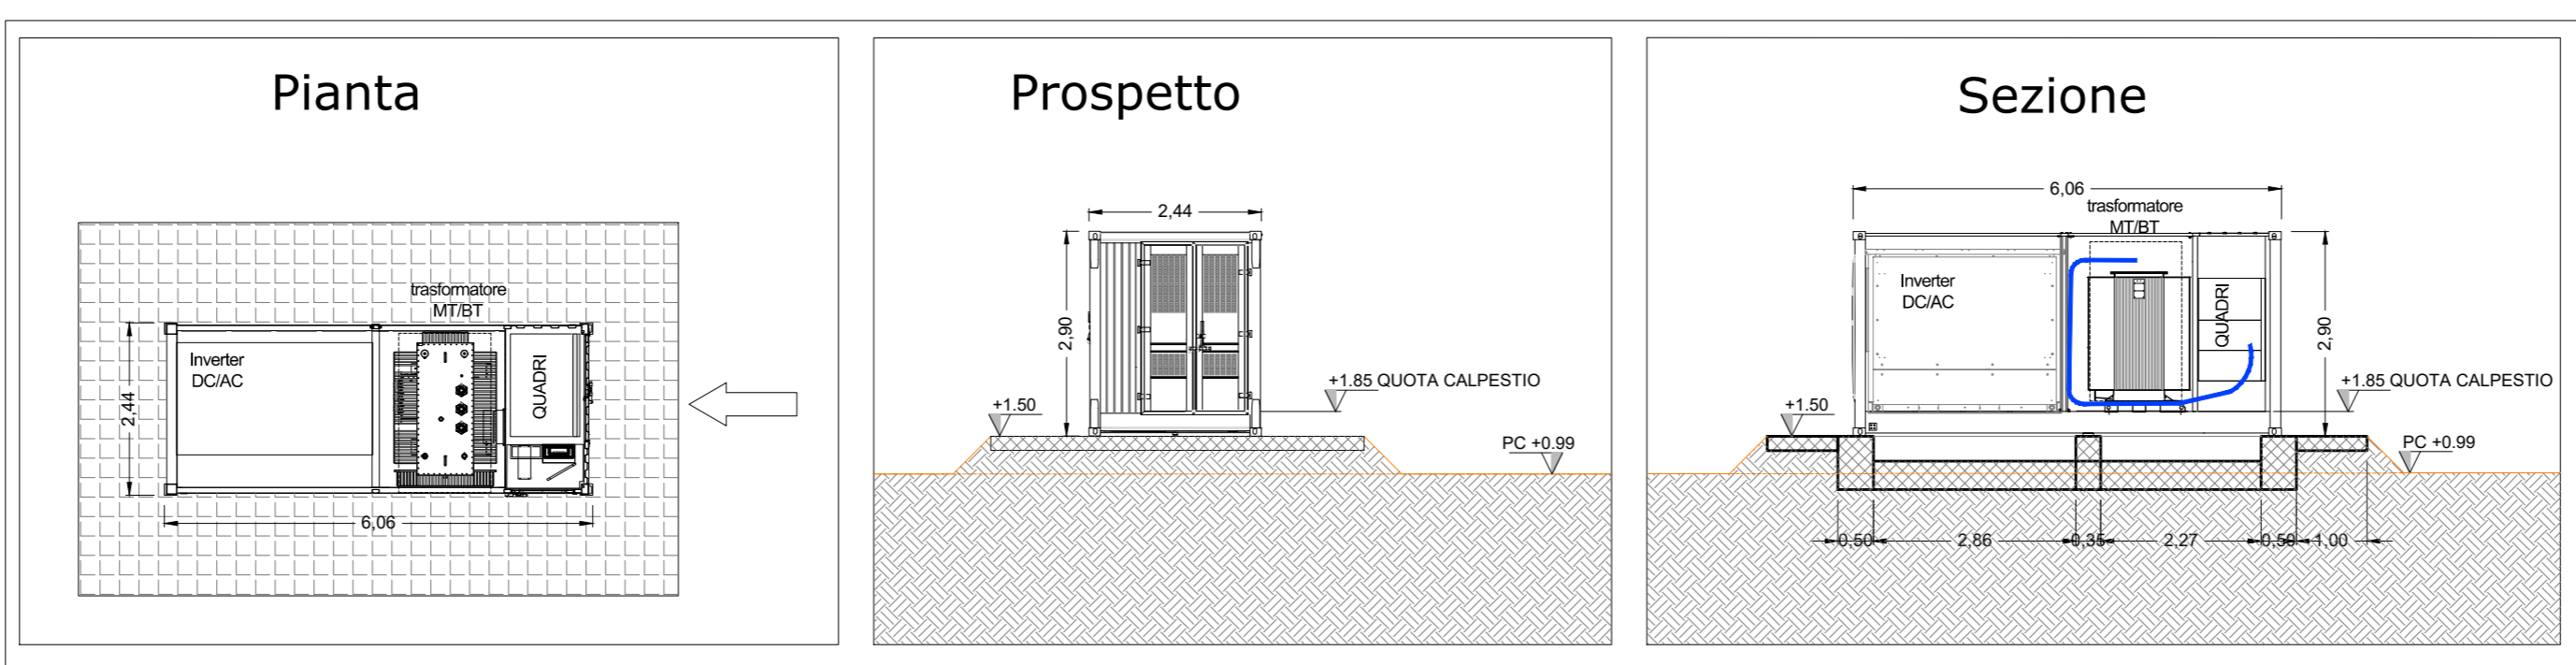 Pianta
trasformatore
MT/BT
Inverter
DC/AC
QUADRI
2,44
6,06
Prospetto
2,44
2,90
+1.85 QUOTA CALPESTIO
+1.50
PC +0.99
Sezione
6,06
trasformatore
MT/BT
Inverter
DC/AC
QUADRI
2,90
+1.85 QUOTA CALPESTIO
+1.50
PC +0.99
0,50 2,86 0,35 2,27 0,50 1,00